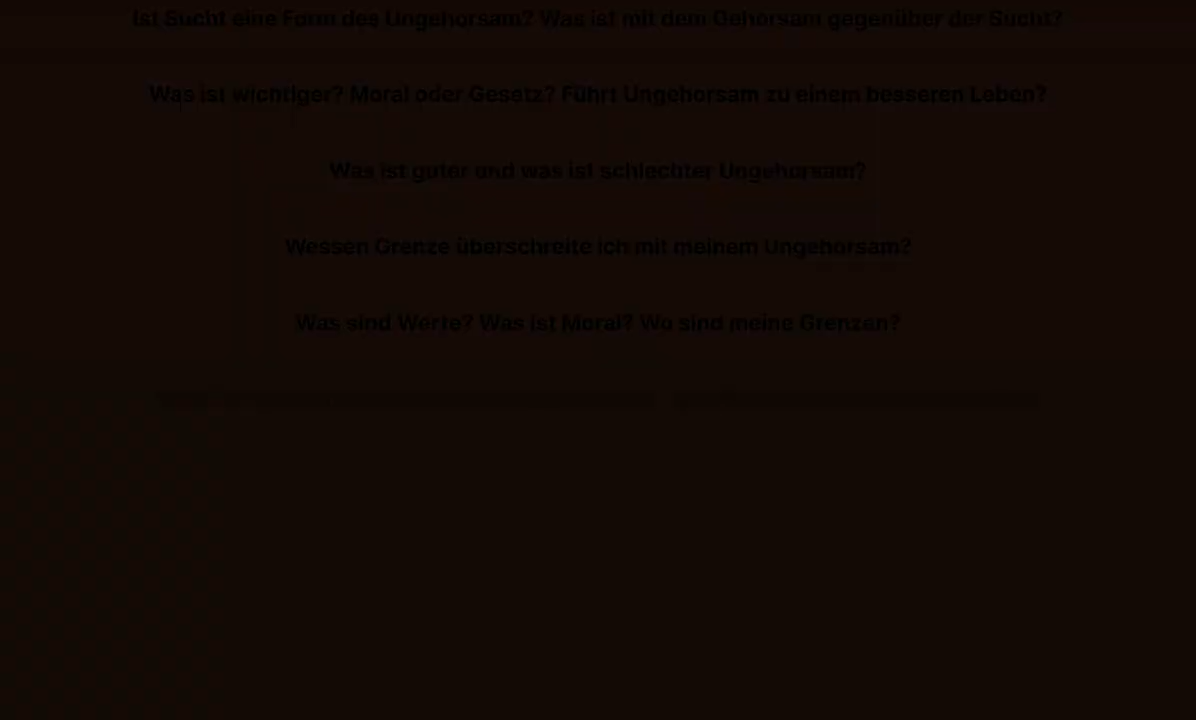 Ist Sucht eine Form des Ungehorsam? Was ist mit dem Gehorsam gegenüber der Sucht?
Was ist wichtiger? Moral oder Gesetz? Führt Ungehorsam zu einem besseren Leben?
Was ist guter und was ist schlechter Ungehorsam?
Wessen Grenze überschreite ich mit meinem Ungehorsam?
Was sind Werte? Was ist Moral? Wo sind meine Grenzen?